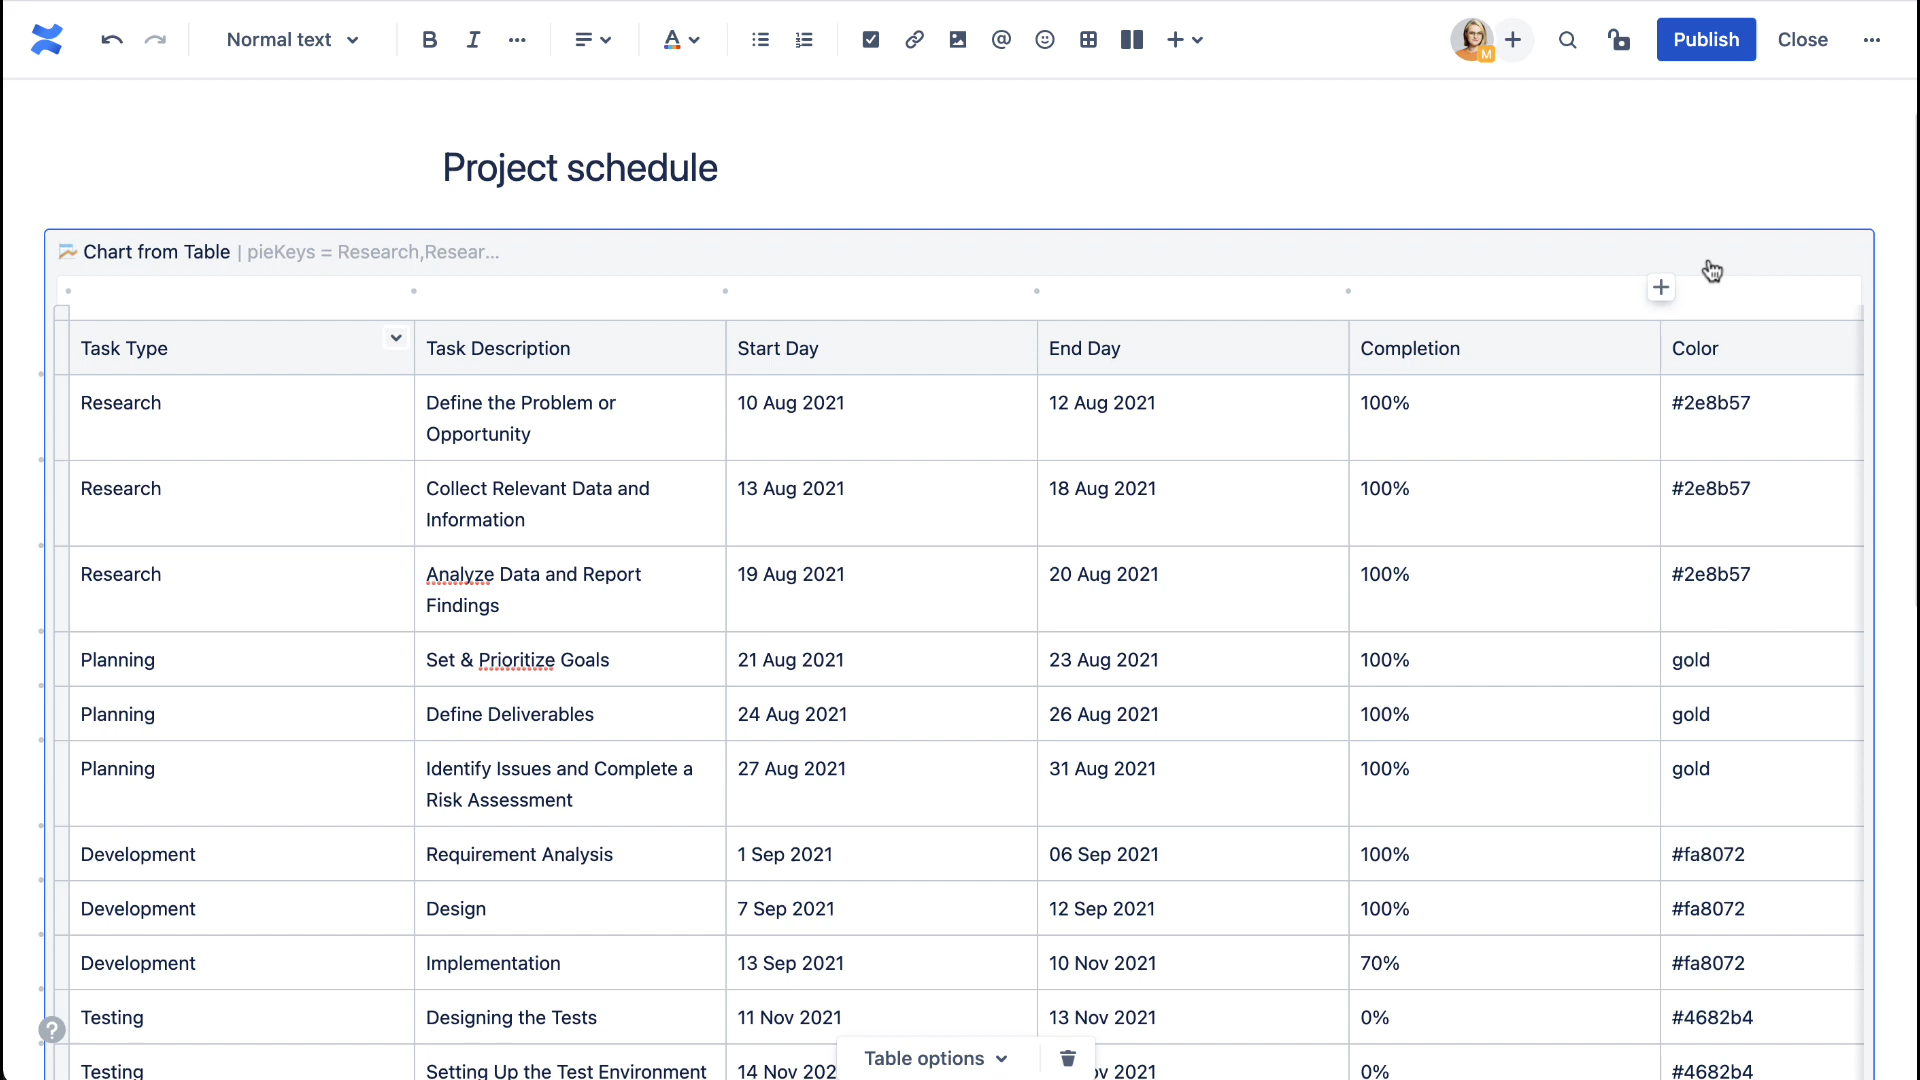 Normal text
M
Publish
Close
Project schedule
Chart from Table | pieKeys = Research,Resear...
Task Type Task Description Start Day End Day Completion Color
Research Define the Problem or 10 Aug 2021 12 Aug 2021 100% #2e8b57
Opportunity
Research Collect Relevant Data and 13 Aug 2021 18 Aug 2021 100% #2e8b57
Information
Research Analyze Data and Report 19 Aug 2021 20 Aug 2021 100% #2e8b57
Findings
Planning Set & Prioritize Goals 21 Aug 2021 23 Aug 2021 100% gold
Planning Define Deliverables 24 Aug 2021 26 Aug 2021 100% gold
Planning Identify Issues and Complete a 27 Aug 2021 31 Aug 2021 100% gold
Risk Assessment
Development Requirement Analysis 1 Sep 2021 06 Sep 2021 100% #fa8072
Development Design 7 Sep 2021 12 Sep 2021 100% #fa8072
Development Implementation 13 Sep 2021 10 Nov 2021 70% #fa8072
Testing Designing the Tests 11 Nov 2021 13 Nov 2021 0% #4682b4
Table options
Testing Setting Up the Test Environment 14 Nov 202 ov 2021 0% #4682b4